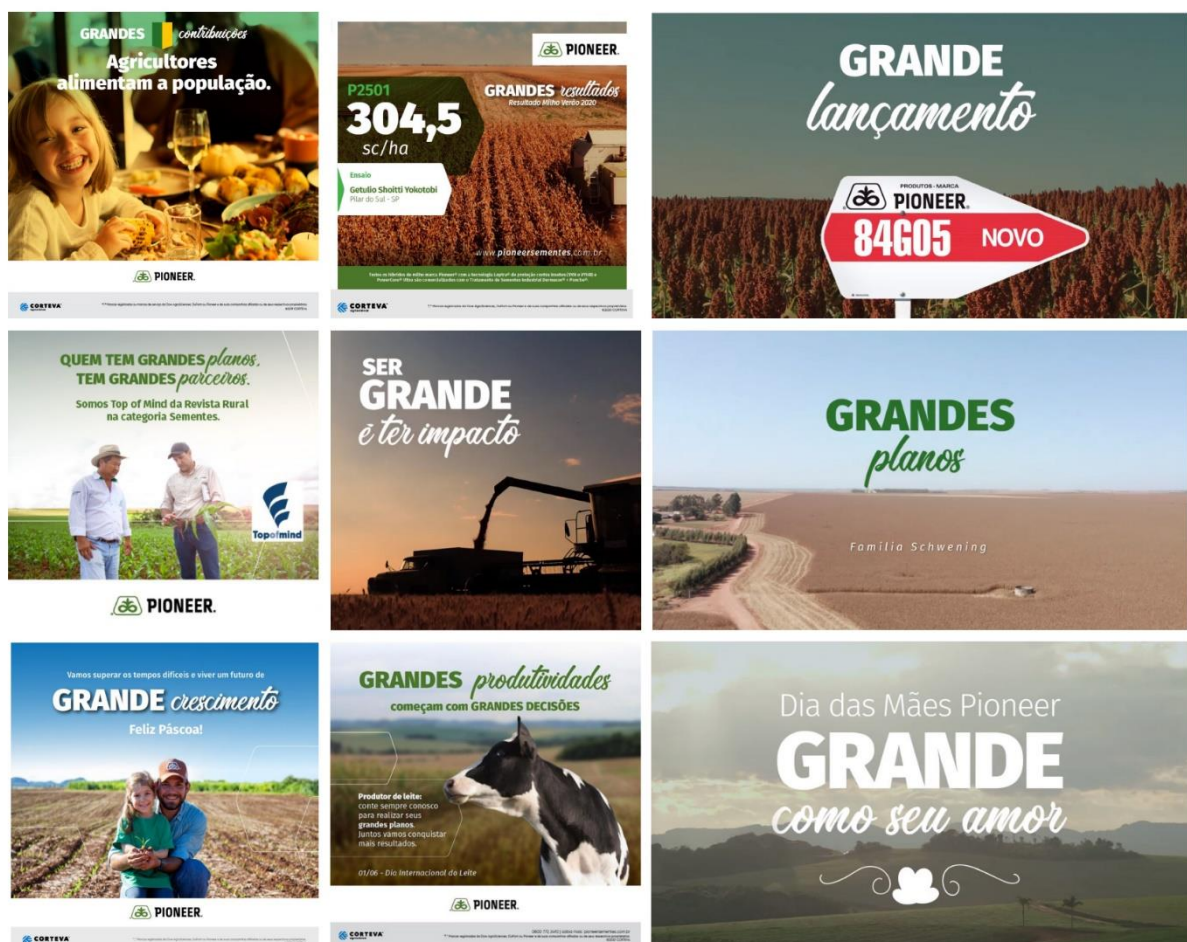 GRANDES contribuições
Agricultores
alimentam a população.
PIONEER.
CORTEVA
agriscience
PIONEER.
P2501
304,5
sc/ha
GRANDES resultados
Resultado Milho Verão 2020
Ensaio
Getulio Shoitti Yokotobi
Pilar do Sul - SP
www.pioneersementes.com.br
CORTEVA
agriscience
GRANDE
lançamento
PRODUTOS - MARCA
PIONEER
84G05 NOVO
QUEM TEM GRANDES planos,
TEM GRANDES parceiros.
Somos Top of Mind da Revista Rural
na categoria Sementes.
Topofmind
PIONEER.
SER
GRANDE
é ter impacto
GRANDES
planos
Família Schwening
Vamos superar os tempos difíceis e viver um futuro de
GRANDE crescimento
Feliz Páscoa!
PIONEER.
CORTEVA
GRANDES produtividades
começam com GRANDES DECISÕES
Produtor de leite:
conte sempre conosco
para realizar seus
grandes planos.
Juntos vamos conquistar
mais resultados.
01/06 - Dia Internacional do Leite
PIONEER.
CORTEVA
Dia das Mães Pioneer
GRANDE
como seu amor